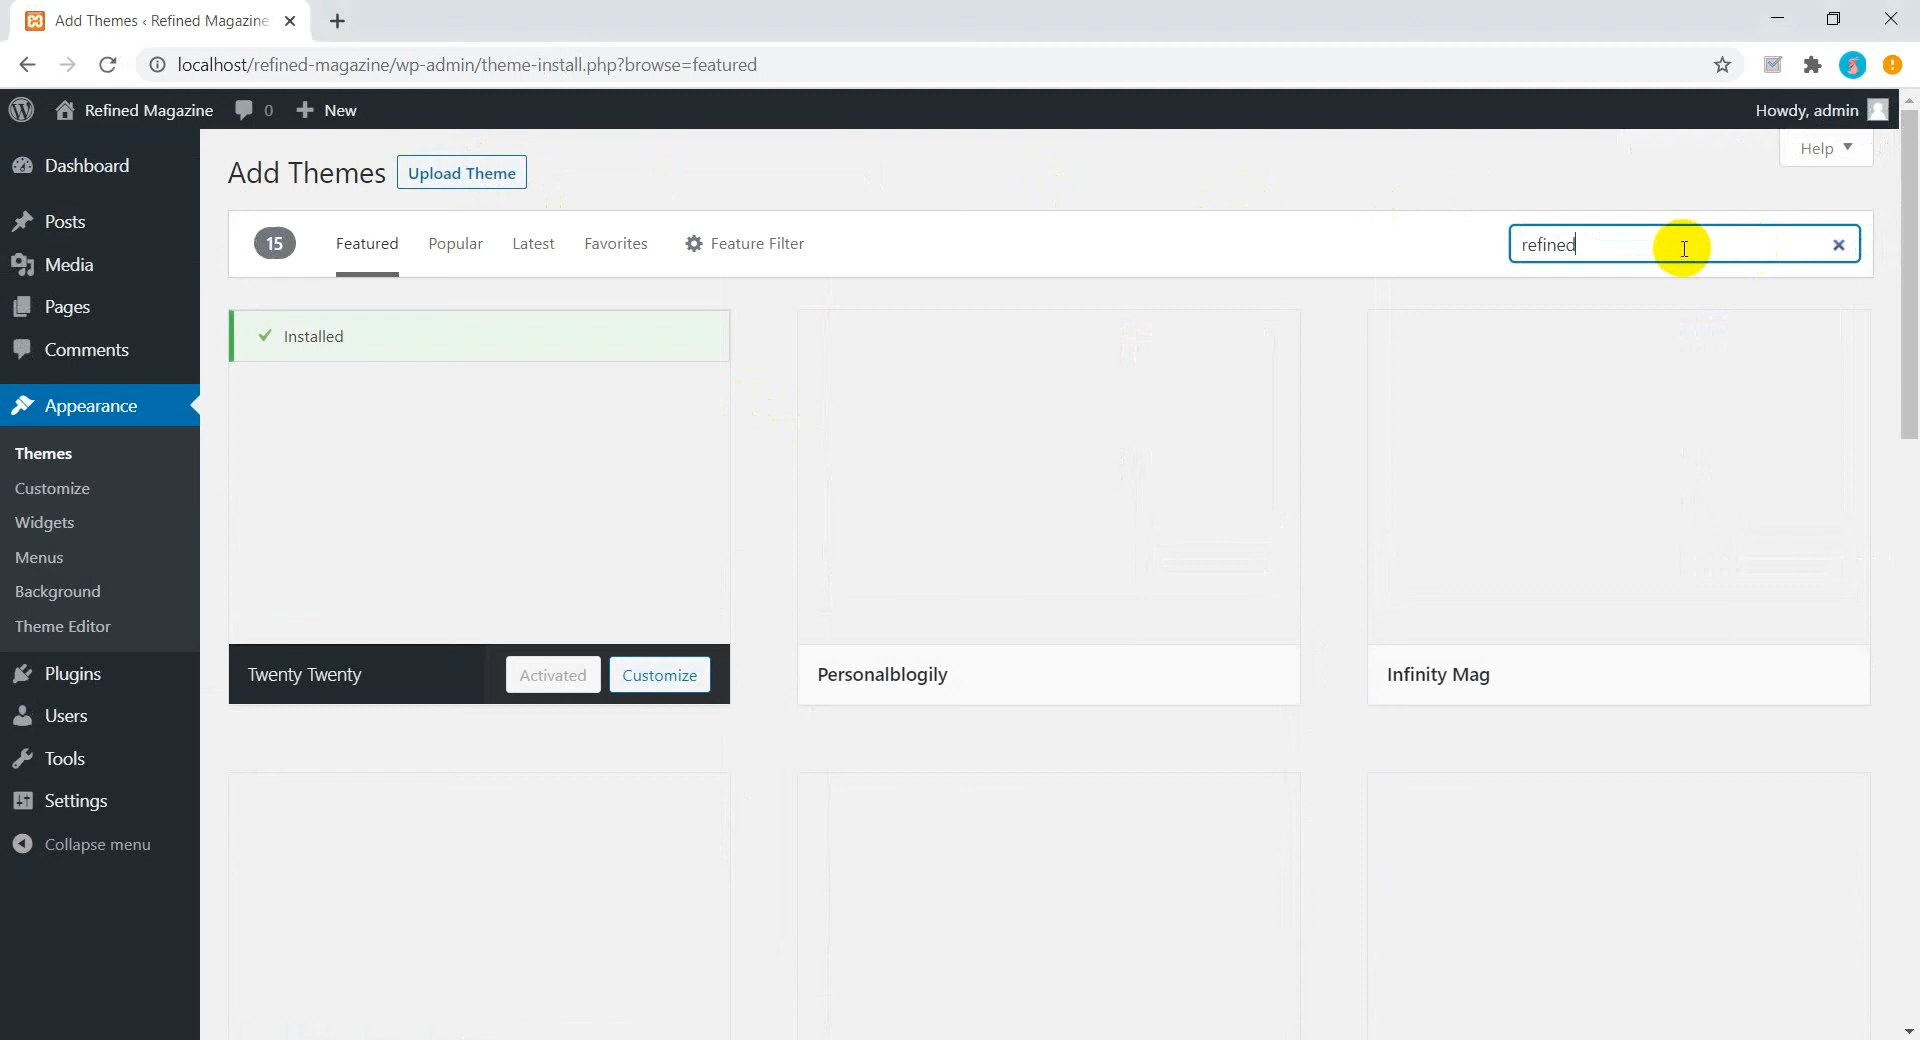 Add Themes ‹ Refined Magazine
localhost/refined-magazine/wp-admin/theme-install.php?browse=featured
Refined Magazine 0 New Howdy, admin
Dashboard
Posts
Media
Pages
Comments
Appearance
Themes
Customize
Widgets
Menus
Background
Theme Editor
Plugins
Users
Tools
Settings
Collapse menu
Help
Add Themes Upload Theme
15 Featured Popular Latest Favorites Feature Filter refined
Installed
Twenty Twenty Activated Customize
Personalblogily
Infinity Mag